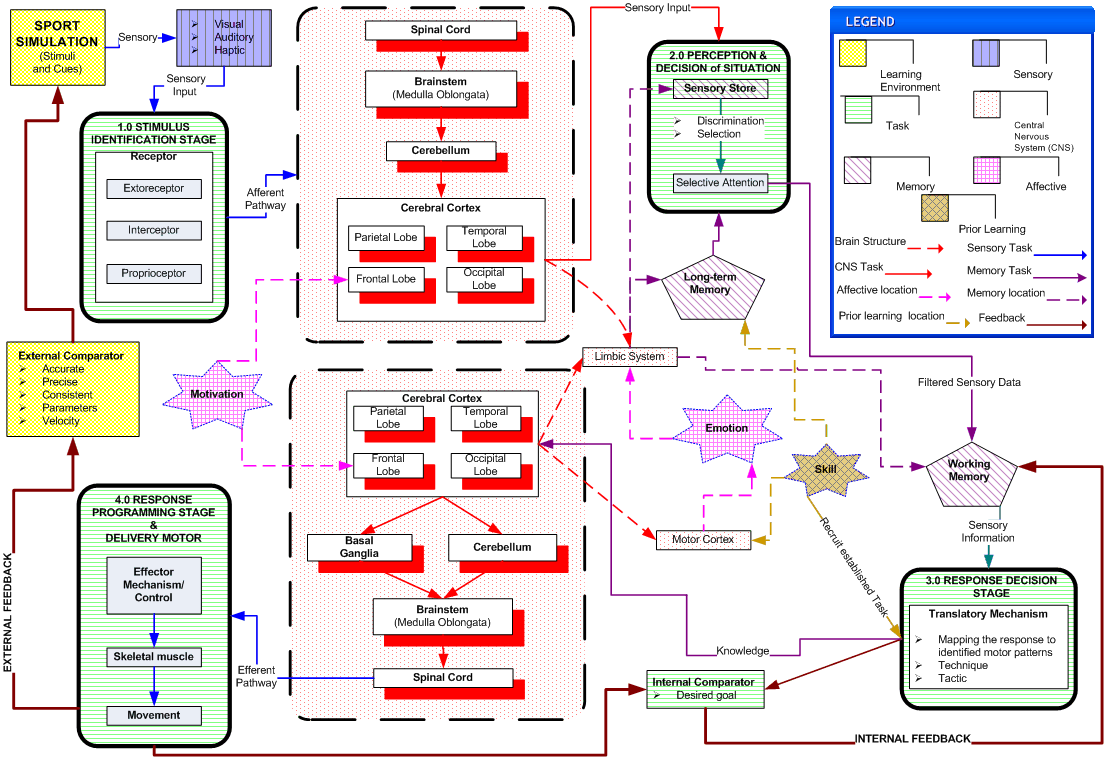 SPORT
SIMULATION
(Stimuli
and Cues)
Sensory
Visual
Auditory
Haptic
Sensory
Input
1.0 STIMULUS
IDENTIFICATION STAGE
Receptor
Extoreceptor
Interceptor
Proprioceptor
Afferent
Pathway
Spinal Cord
Brainstem
(Medulla Oblongata)
Cerebellum
Cerebral Cortex
Parietal Lobe
Temporal
Lobe
Frontal Lobe
Occipital
Lobe
Sensory Input
2.0 PERCEPTION &
DECISION of SITUATION
Sensory Store
Discrimination
Selection
Selective Attention
Long-term
Memory
LEGEND
Learning
Environment
Sensory
Task
Central
Nervous
System (CNS)
Memory
Affective
Prior Learning
Brain Structure
Sensory Task
CNS Task
Memory Task
Affective location
Memory location
Prior learning location
Feedback
External Comparator
Accurate
Precise
Consistent
Parameters
Velocity
Motivation
Limbic System
Filtered Sensory Data
Cerebral Cortex
Parietal
Lobe
Temporal
Lobe
Frontal
Lobe
Occipital
Lobe
Emotion
Skill
Working
Memory
Motor Cortex
Sensory
Information
Recruit established Task
4.0 RESPONSE
PROGRAMMING STAGE
&
DELIVERY MOTOR
Effector
Mechanism/
Control
Skeletal muscle
Movement
EXTERNAL FEEDBACK
Basal
Ganglia
Cerebellum
Brainstem
(Medulla Oblongata)
Spinal Cord
Efferent
Pathway
Knowledge
3.0 RESPONSE DECISION
STAGE
Translatory Mechanism
Mapping the response to
identified motor patterns
Technique
Tactic
Internal Comparator
Desired goal
INTERNAL FEEDBACK